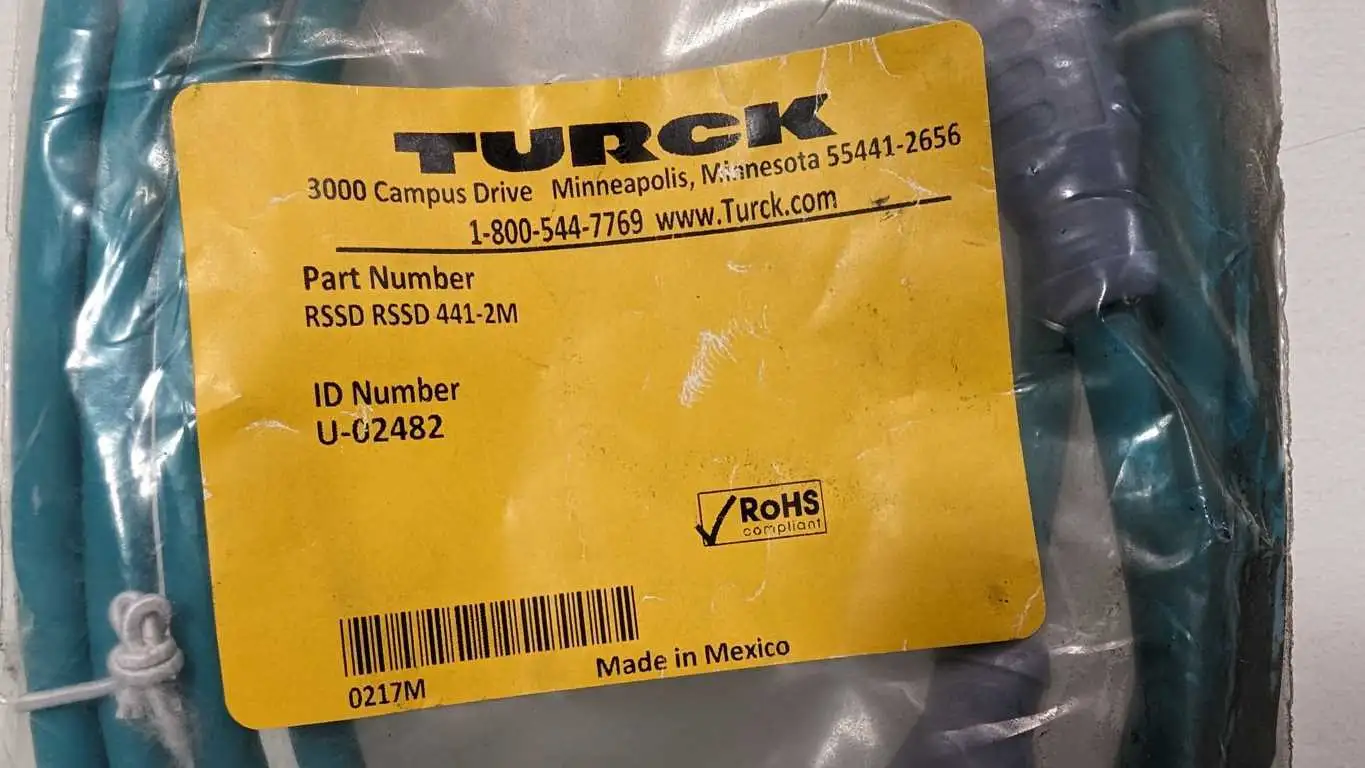 TURCK
3000 Campus Drive Minneapolis, Minnesota 55441-2656
1-800-544-7769 www.Turck.com
Part Number
RSSD RSSD 441-2M
ID Number
U-02482
RoHS
compliant
0217M
Made in Mexico